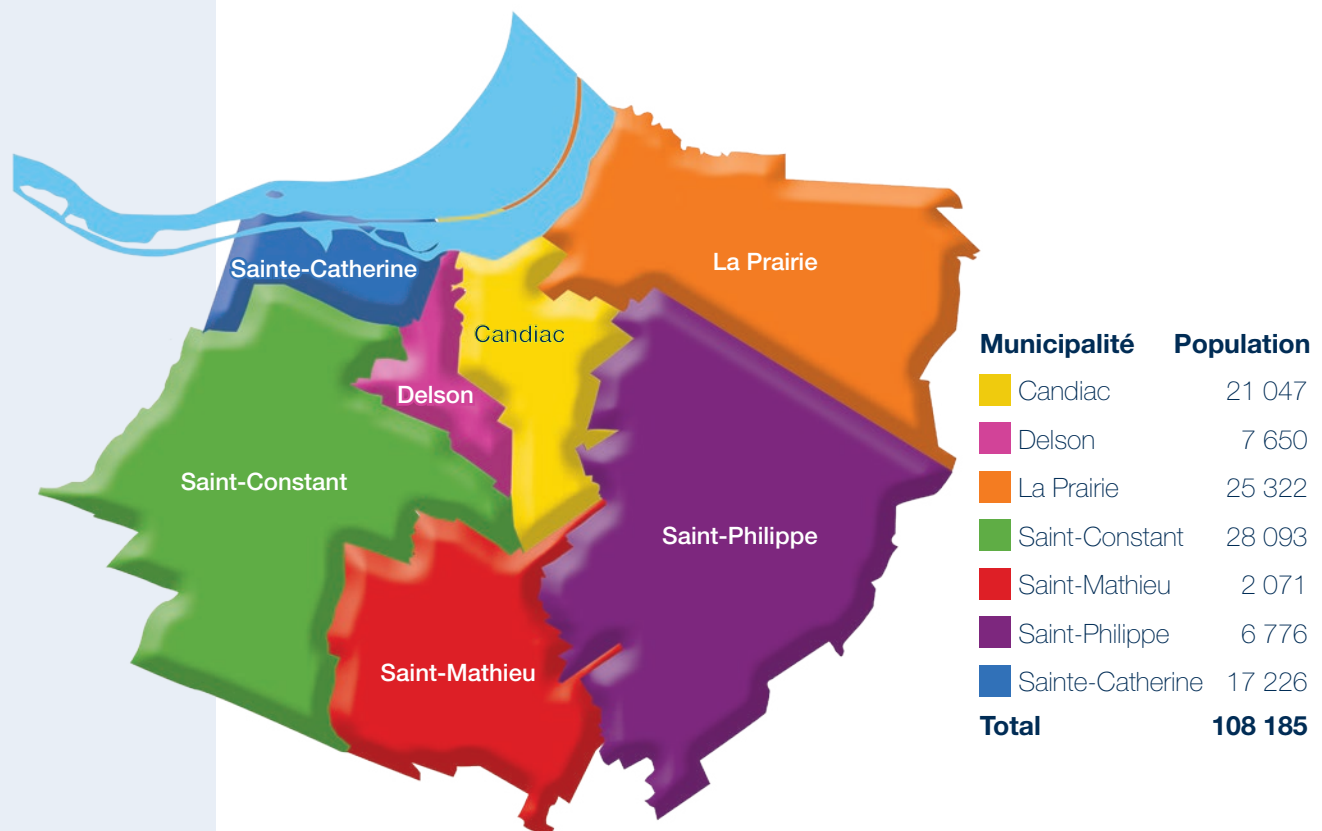 La Prairie
Sainte-Catherine
Candiac
Delson
Saint-Constant
Saint-Philippe
Saint-Mathieu
Municipalité Population
Candiac 21 047
Delson 7 650
La Prairie 25 322
Saint-Constant 28 093
Saint-Mathieu 2 071
Saint-Philippe 6 776
Sainte-Catherine 17 226
Total 108 185